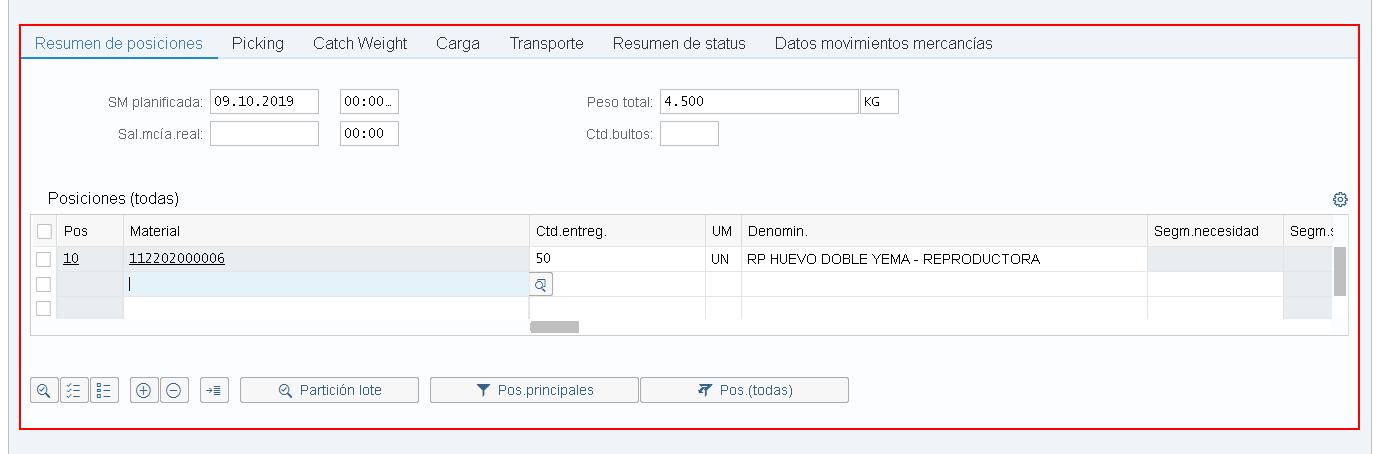 Resumen de posiciones Picking Catch Weight Carga Transporte Resumen de status Datos movimientos mercancías
SM planificada: 09.10.2019 00:00… Peso total: 4.500 KG
Sal.mcía.real: 00:00 Ctd.bultos:
Posiciones (todas)
Pos Material Ctd.entreg. UM Denomin. Segm.necesidad Segm.s
10 112202000006 50 UN RP HUEVO DOBLE YEMA - REPRODUCTORA
Partición lote Pos.principales Pos.(todas)